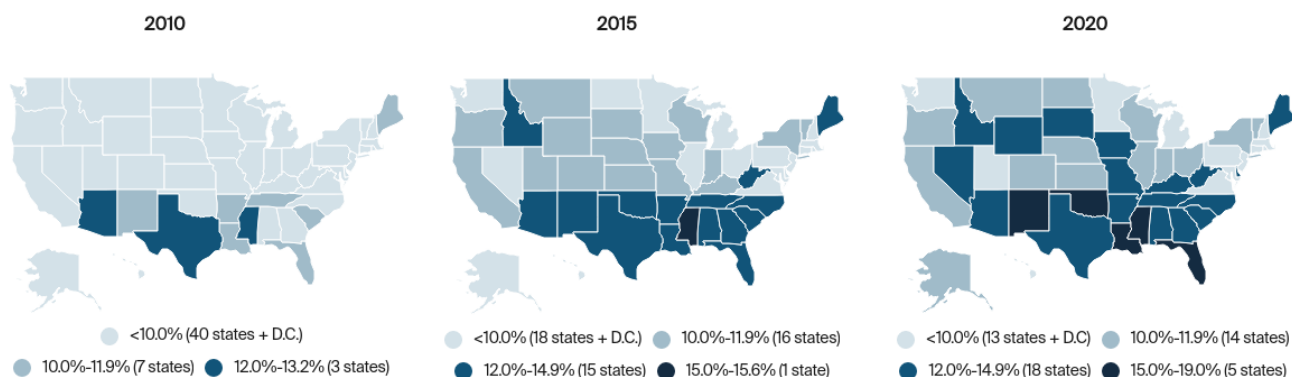 2010
2015
2020
<10.0% (40 states + D.C.)
10.0%-11.9% (7 states)
12.0%-13.2% (3 states)
<10.0% (18 states + D.C.)
10.0%-11.9% (16 states)
12.0%-14.9% (15 states)
15.0%-15.6% (1 state)
<10.0% (13 states + D.C)
10.0%-11.9% (14 states)
12.0%-14.9% (18 states)
15.0%-19.0% (5 states)